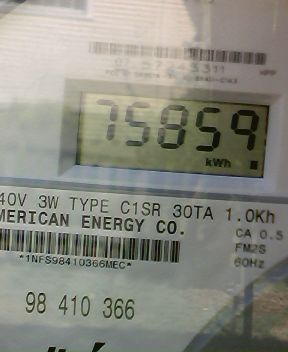 75859
kWh
40V 3W TYPE C1SR 30TA 1.0Kh
MERICAN ENERGY CO.
CA 0.5
FM2S
60Hz
*1NFS98410366MEC*
98 410 366